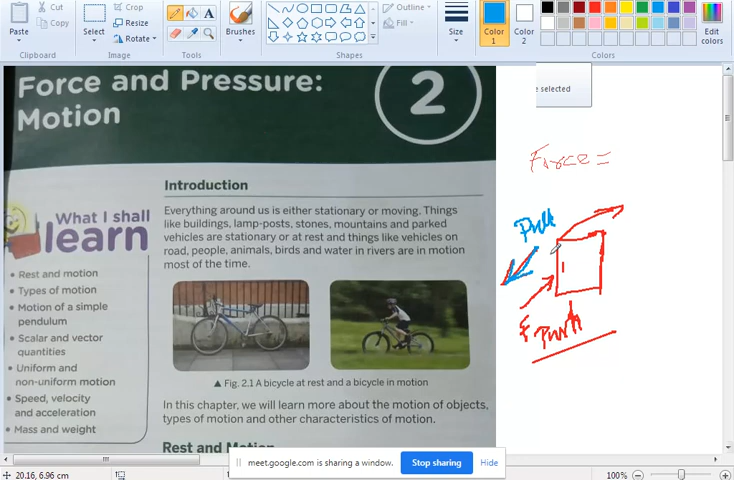 Cut
Copy
Paste
Clipboard
Crop
Resize
Rotate
Select
Image
A
Tools
Brushes
Outline
Fill
Shapes
Size
Color
1
Color
2
Colors
Edit
colors
e selected
Force and Pressure:
Motion
2
Introduction
Everything around us is either stationary or moving. Things
like buildings, lamp-posts, stones, mountains and parked
vehicles are stationary or at rest and things like vehicles on
road, people, animals, birds and water in rivers are in motion
most of the time.
What I shall
learn
• Rest and motion
• Types of motion
• Motion of a simple
pendulum
• Scalar and vector
quantities
• Uniform and
non-uniform motion
• Speed, velocity
and acceleration
• Mass and weight
▲ Fig. 2.1 A bicycle at rest and a bicycle in motion
In this chapter, we will learn more about the motion of objects,
types of motion and other characteristics of motion.
Rest and Motion
Force =
Pull
Push
meet.google.com is sharing a window.
Stop sharing
Hide
20.16, 6.96 cm
100%